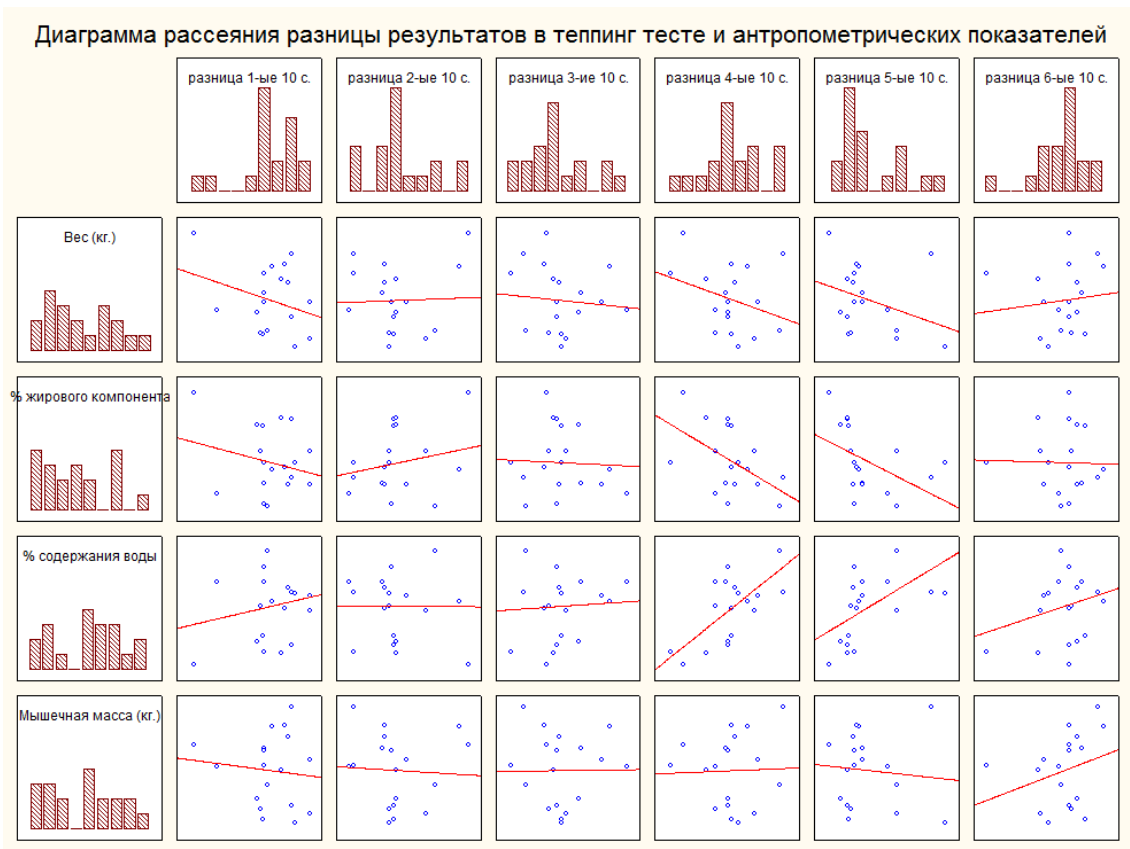 Диаграмма рассеяния разницы результатов в теппинг тесте и антропометрических показателей
разница 1-ые 10 с.
разница 2-ые 10 с.
разница 3-ие 10 с.
разница 4-ые 10 с.
разница 5-ые 10 с.
разница 6-ые 10 с.
Вес (кг.)
% жирового компонента
% содержания воды
Мышечная масса (кг.)